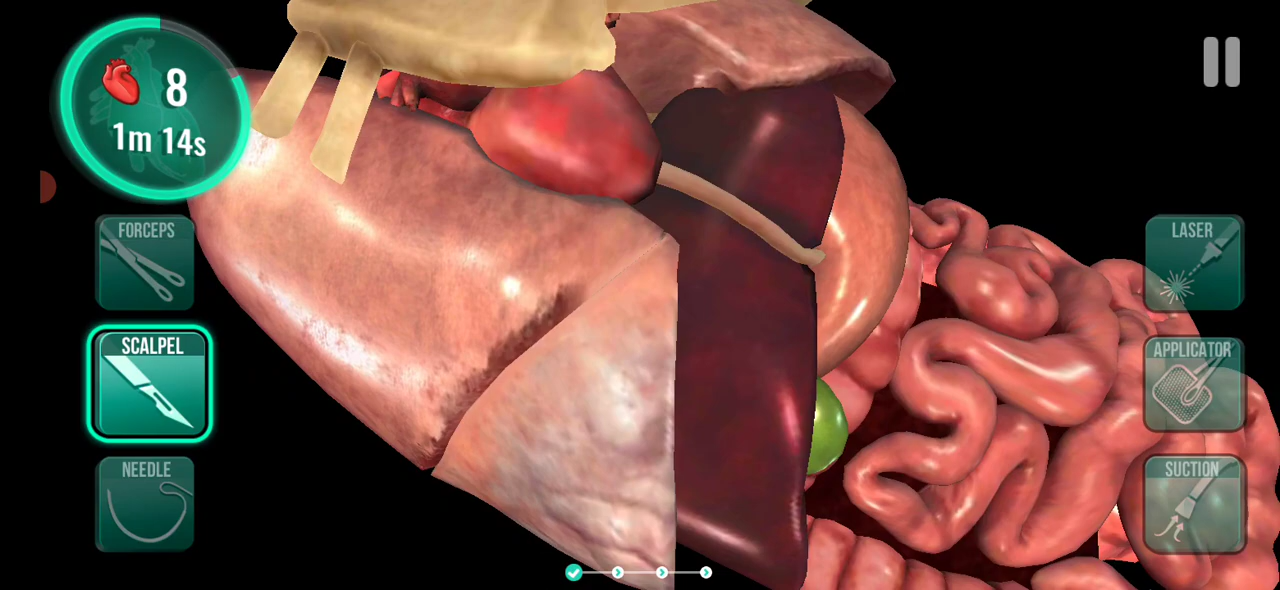 8
1m 14s
FORCEPS
SCALPEL
NEEDLE
LASER
APPLICATOR
SUCTION